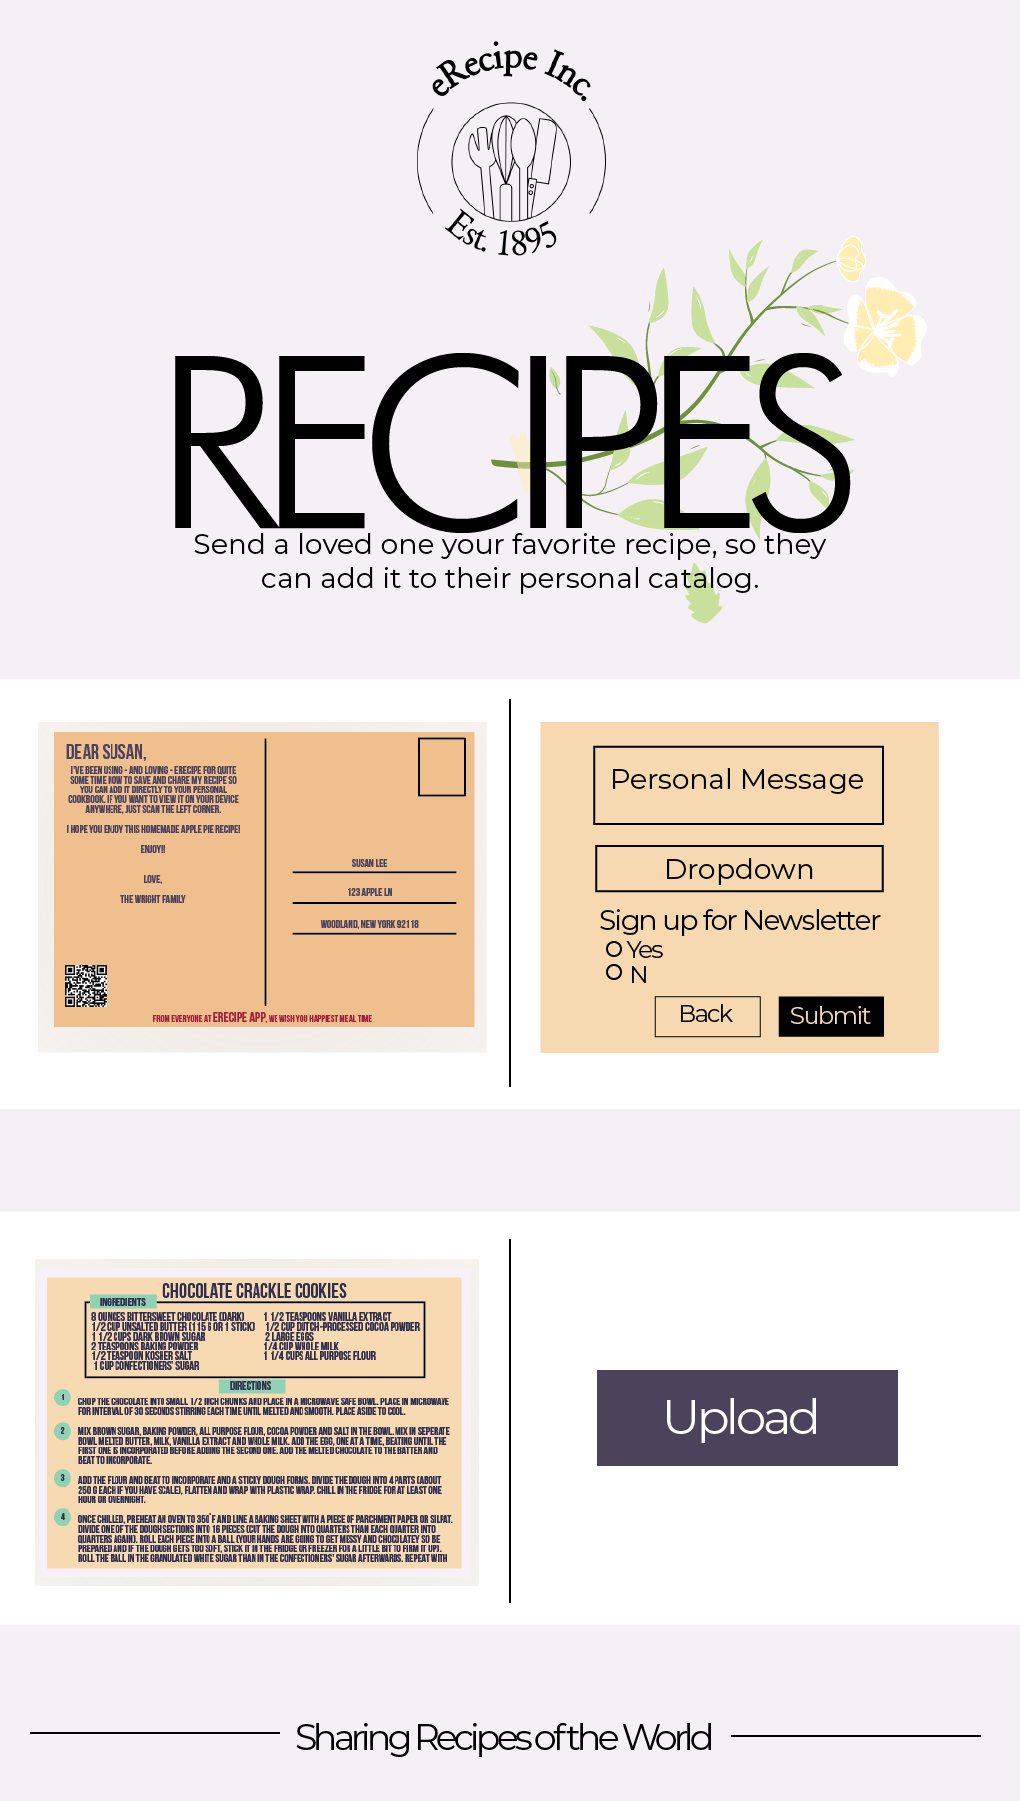 eRecipe Inc.
Est. 1895
RECIPES
Send a loved one your favorite recipe, so they
can add it to their personal catalog.
DEAR SUSAN,
I'VE BEEN USING - AND LOVING - ERECIPE FOR QUITE
SOME TIME NOW TO SAVE AND CHARE MY RECIPE SO
YOU CAN ADD IT DIRECTLY TO YOUR PERSONAL
COOKBOOK. IF YOU WANT TO VIEW IT ON YOUR DEVICE
ANYWHERE, JUST SCAN THE LEFT CORNER.
I HOPE YOU ENJOY THIS HOMEMADE APPLE PIE RECIPE!
ENJOY!!
LOVE,
THE WRIGHT FAMILY
SUSAN LEE
123 APPLE LN
WOODLAND, NEW YORK 92118
FROM EVERYONE AT ERECIPE APP, WE WISH YOU HAPPIEST MEAL TIME
Personal Message
Dropdown
Sign up for Newsletter
Yes
N
Back
Submit
CHOCOLATE CRACKLE COOKIES
INGREDIENTS
8 OUNCES BITTERSWEET CHOCOLATE (DARK)
1/2 CUP UNSALTED BUTTER (115 G OR 1 STICK)
1 1/2 CUPS DARK BROWN SUGAR
2 TEASPOONS BAKING POWDER
1/2 TEASPOON KOSHER SALT
1 CUP CONFECTIONERS' SUGAR
1 1/2 TEASPOONS VANILLA EXTRACT
1/2 CUP DUTCH-PROCESSED COCOA POWDER
2 LARGE EGGS
1/4 CUP WHOLE MILK
1 1/4 CUPS ALL PURPOSE FLOUR
DIRECTIONS
1
CHOP THE CHOCOLATE INTO SMALL 1/2 INCH CHUNKS AND PLACE IN A MICROWAVE SAFE BOWL. PLACE IN MICROWAVE
FOR INTERVAL OF 30 SECONDS STIRRING EACH TIME UNTIL MELTED AND SMOOTH. PLACE ASIDE TO COOL.
2
MIX BROWN SUGAR, BAKING POWDER, ALL PURPOSE FLOUR, COCOA POWDER AND SALT IN THE BOWL. MIX IN SEPERATE
BOWL MELTED BUTTER, MILK, VANILLA EXTRACT AND WHOLE MILK. ADD THE EGG, ONE AT A TIME, BEATING UNTIL THE
FIRST ONE IS INCORPORATED BEFORE ADDING THE SECOND ONE. ADD THE MELTED CHOCOLATE TO THE BATTER AND
BEAT TO INCORPORATE.
3
ADD THE FLOUR AND BEAT TO INCORPORATE AND A STICKY DOUGH FORMS. DIVIDE THE DOUGH INTO 4 PARTS (ABOUT
250 G EACH IF YOU HAVE SCALE), FLATTEN AND WRAP WITH PLASTIC WRAP. CHILL IN THE FRIDGE FOR AT LEAST ONE
HOUR OR OVERNIGHT.
4
ONCE CHILLED, PREHEAT AN OVEN TO 350˚F AND LINE A BAKING SHEET WITH A PIECE OF PARCHMENT PAPER OR SILPAT.
DIVIDE ONE OF THE DOUGH SECTIONS INTO 16 PIECES (CUT THE DOUGH INTO QUARTERS THAN EACH QUARTER INTO
QUARTERS AGAIN). ROLL EACH PIECE INTO A BALL (YOUR HANDS ARE GOING TO GET MESSY AND CHOCOLATEY SO BE
PREPARED AND IF THE DOUGH GETS TOO SOFT, STICK IT IN THE FRIDGE OR FREEZER FOR A LITTLE BIT TO FIRM IT UP).
ROLL THE BALL IN THE GRANULATED WHITE SUGAR THAN IN THE CONFECTIONERS' SUGAR AFTERWARDS. REPEAT WITH
Upload
Sharing Recipes of the World